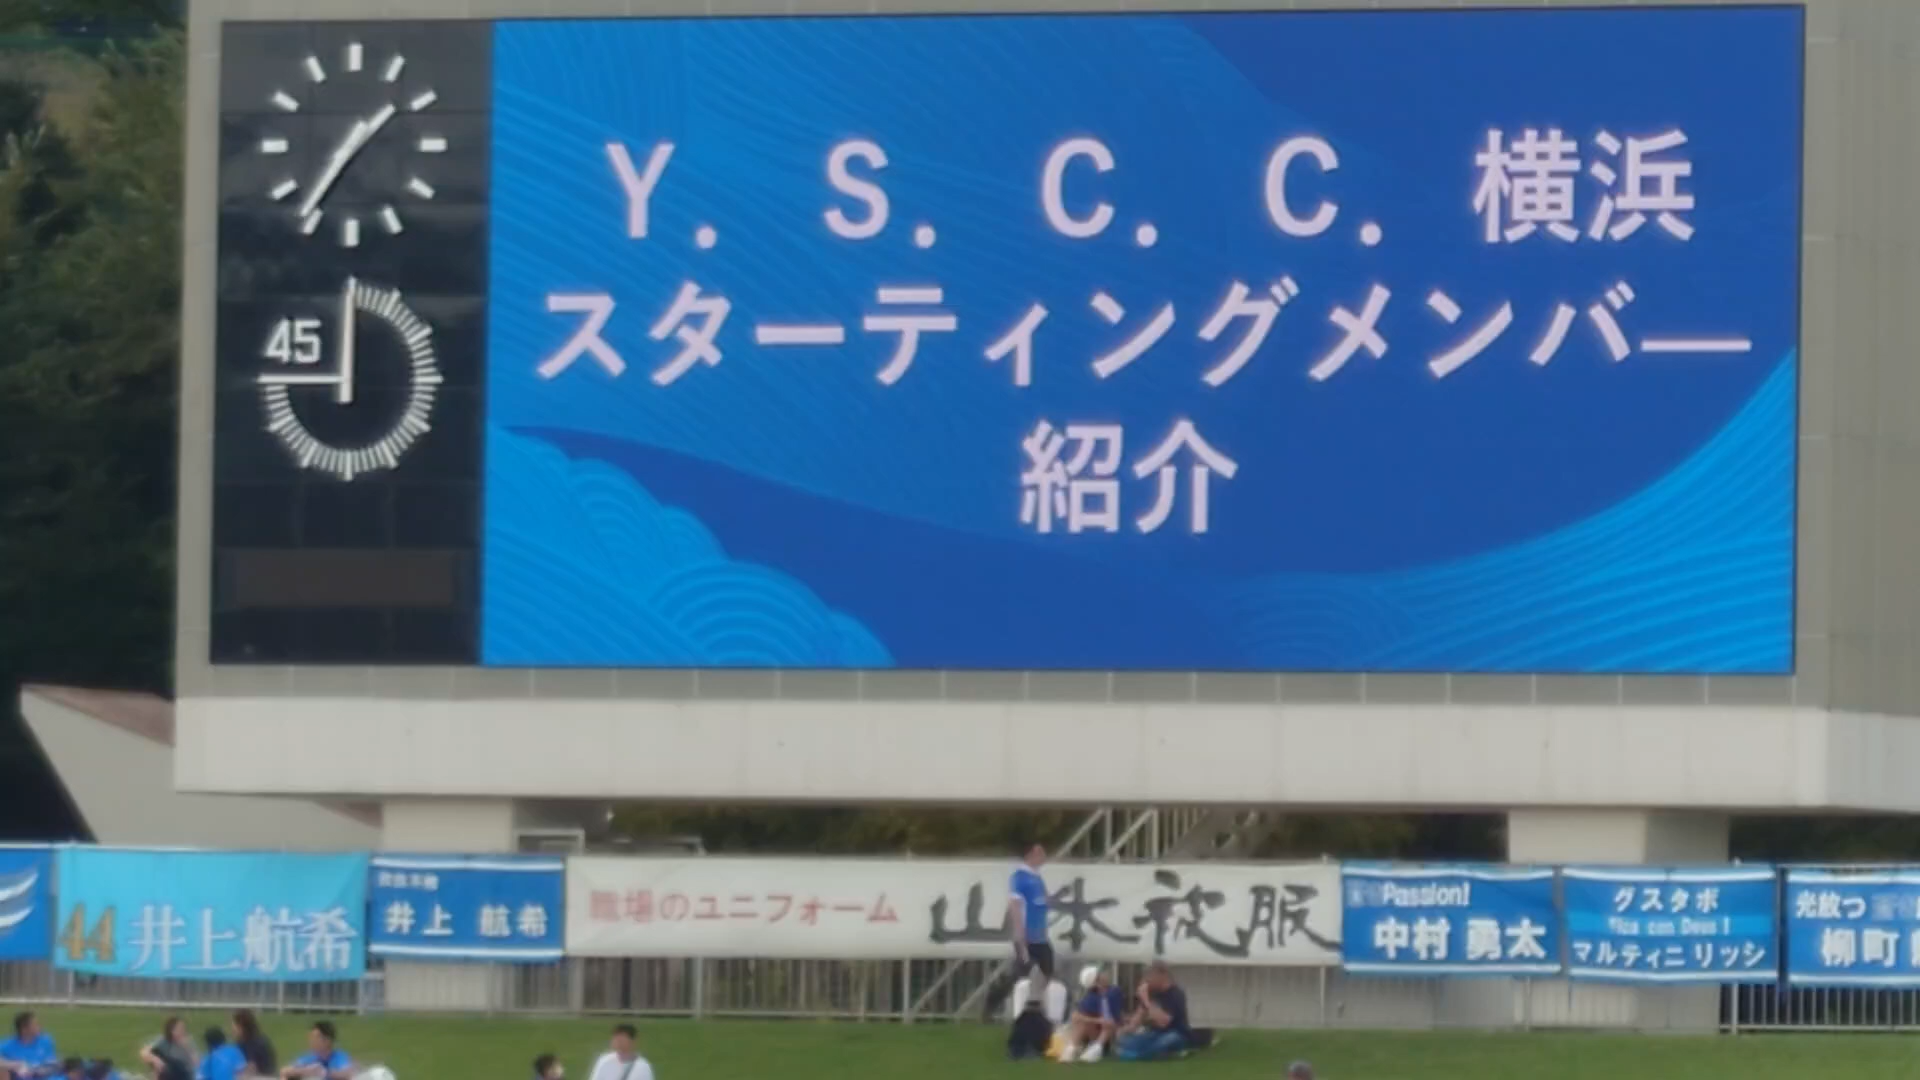 Y. S. C. C. 横浜
スターティングメンバー
紹介
45
44 井上航希
井上 航希
職場のユニフォーム
山本被服
Passion!
中村 勇太
グスタボ
マルティニ リッシ
光放つ
柳町